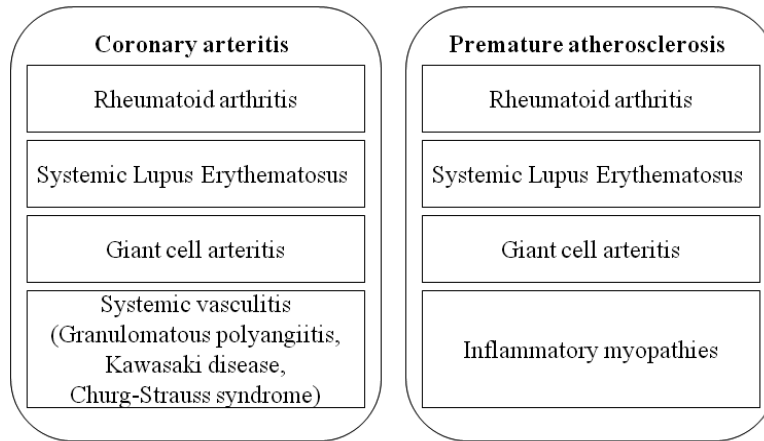 Coronary arteritis
Rheumatoid arthritis
Systemic Lupus Erythematosus
Giant cell arteritis
Systemic vasculitis
(Granulomatous polyangiitis,
Kawasaki disease,
Churg-Strauss syndrome)
Premature atherosclerosis
Rheumatoid arthritis
Systemic Lupus Erythematosus
Giant cell arteritis
Inflammatory myopathies